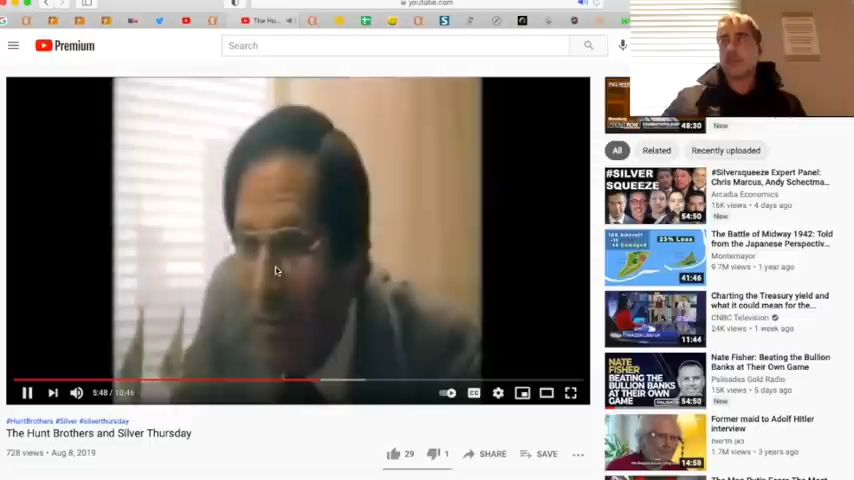 youtube.com
The Hu...
Premium
Search
48:30
New
All
Related
Recently uploaded
#SILVER
SQUEEZE
54:50
#Silversqueeze Expert Panel:
Chris Marcus, Andy Schectma...
Arcadia Economics
15K views • 4 days ago
New
25% Loss
41:46
The Battle of Midway 1942: Told
from the Japanese Perspectiv...
Montemayor
9.7M views • 1 year ago
11:44
Charting the Treasury yield and
what it could mean for the...
CNBC Television
24K views • 1 week ago
NATE
FISHER
BEATING THE
BULLION BANKS
AT THEIR OWN
GAME
54:50
Nate Fisher: Beating the Bullion
Banks at Their Own Game
Palisades Gold Radio
New
14:58
Former maid to Adolf Hitler
interview
1.7M views • 3 years ago
5:48 / 10:46
#HuntBrothers #Silver #silverthursday
The Hunt Brothers and Silver Thursday
728 views • Aug 8, 2019
29
1
SHARE
SAVE